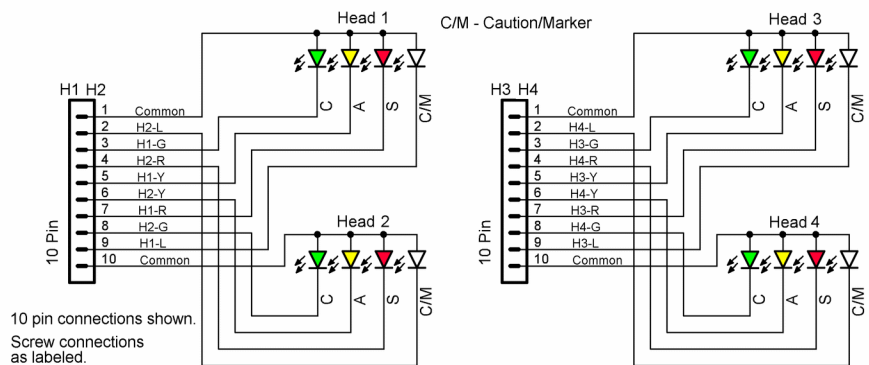 C/M - Caution/Marker
Head 1
H1 H2
1 Common
2 H2-L
3 H1-G
4 H2-R
5 H1-Y
6 H2-Y
7 H1-R
8 H2-G
9 H1-L
10 Common
10 Pin
C
A
S
C/M
Head 2
C
A
S
C/M
10 pin connections shown.
Screw connections
as labeled.
Head 3
H3 H4
1 Common
2 H4-L
3 H3-G
4 H4-R
5 H3-Y
6 H4-Y
7 H3-R
8 H4-G
9 H3-L
10 Common
10 Pin
C
A
S
C/M
Head 4
C
A
S
C/M